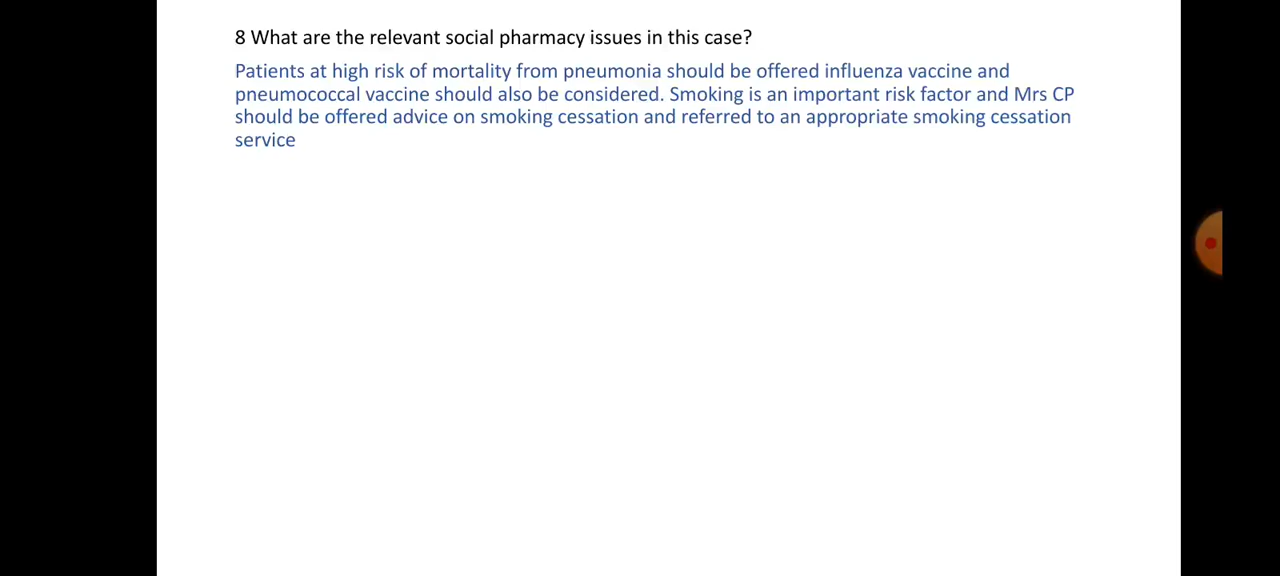 8 What are the relevant social pharmacy issues in this case?
Patients at high risk of mortality from pneumonia should be offered influenza vaccine and
pneumococcal vaccine should also be considered. Smoking is an important risk factor and Mrs CP
should be offered advice on smoking cessation and referred to an appropriate smoking cessation
service